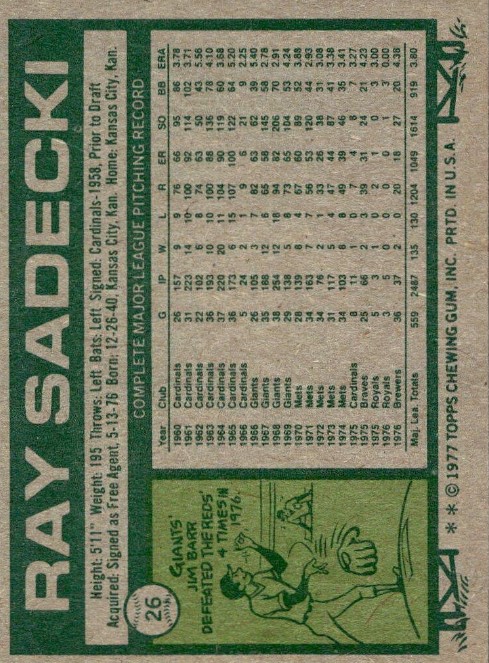 RAY SADECKI
Height: 5'11" Weight: 195 Throws: Left Bats: Left Signed: Cardinals-1958, Prior to Draft
Acquired: Signed as Free Agent, 5-13-76 Born: 12-26-40, Kansas City, Kan. Home: Kansas City, Kan.
26
GIANTS'
JIM BARR
DEFEATED THE REDS
4 TIMES IN
1976.
COMPLETE MAJOR LEAGUE PITCHING RECORD
Year Club G IP W L R ER SO BB ERA
1960 Cardinals 26 157 9 9 76 66 95 86 3.78
1961 Cardinals 31 223 14 10 100 92 114 102 3.71
1962 Cardinals 22 102 6 8 74 63 50 43 5.56
1963 Cardinals 36 193 10 10 100 88 136 78 4.10
1964 Cardinals 37 220 20 11 104 90 119 60 3.68
1965 Cardinals 36 173 6 15 107 100 122 64 5.20
1966 Cardinals 5 24 2 1 9 6 21 9 2.25
1966 Giants 26 105 3 7 82 63 62 39 5.40
1967 Giants 35 188 12 6 65 58 145 58 2.78
1968 Giants 38 254 12 18 94 82 206 70 2.91
1969 Giants 29 138 5 8 73 65 104 53 4.24
1970 Mets 28 139 8 4 67 60 89 52 3.88
1971 Mets 34 163 7 7 56 53 120 44 2.93
1972 Mets 34 76 2 1 33 26 38 31 3.08
1973 Mets 31 117 5 4 47 44 87 41 3.38
1974 Mets 34 103 8 8 49 39 46 35 3.41
1975 Cardinals 8 11 1 0 7 4 8 7 3.27
1975 Braves 25 66 2 3 39 31 24 21 4.21
1975 Royals 5 3 1 0 2 1 3 3.00
1976 Royals 3 5 0 0 0 0 3 0.00
1976 Brewers 36 37 2 0 20 18 27 20 4.38
Maj. Lea. Totals 559 2487 135 130 1204 1049 1614 919 3.80
* * © 1977 TOPPS CHEWING GUM, INC. PRTD. IN U.S.A.